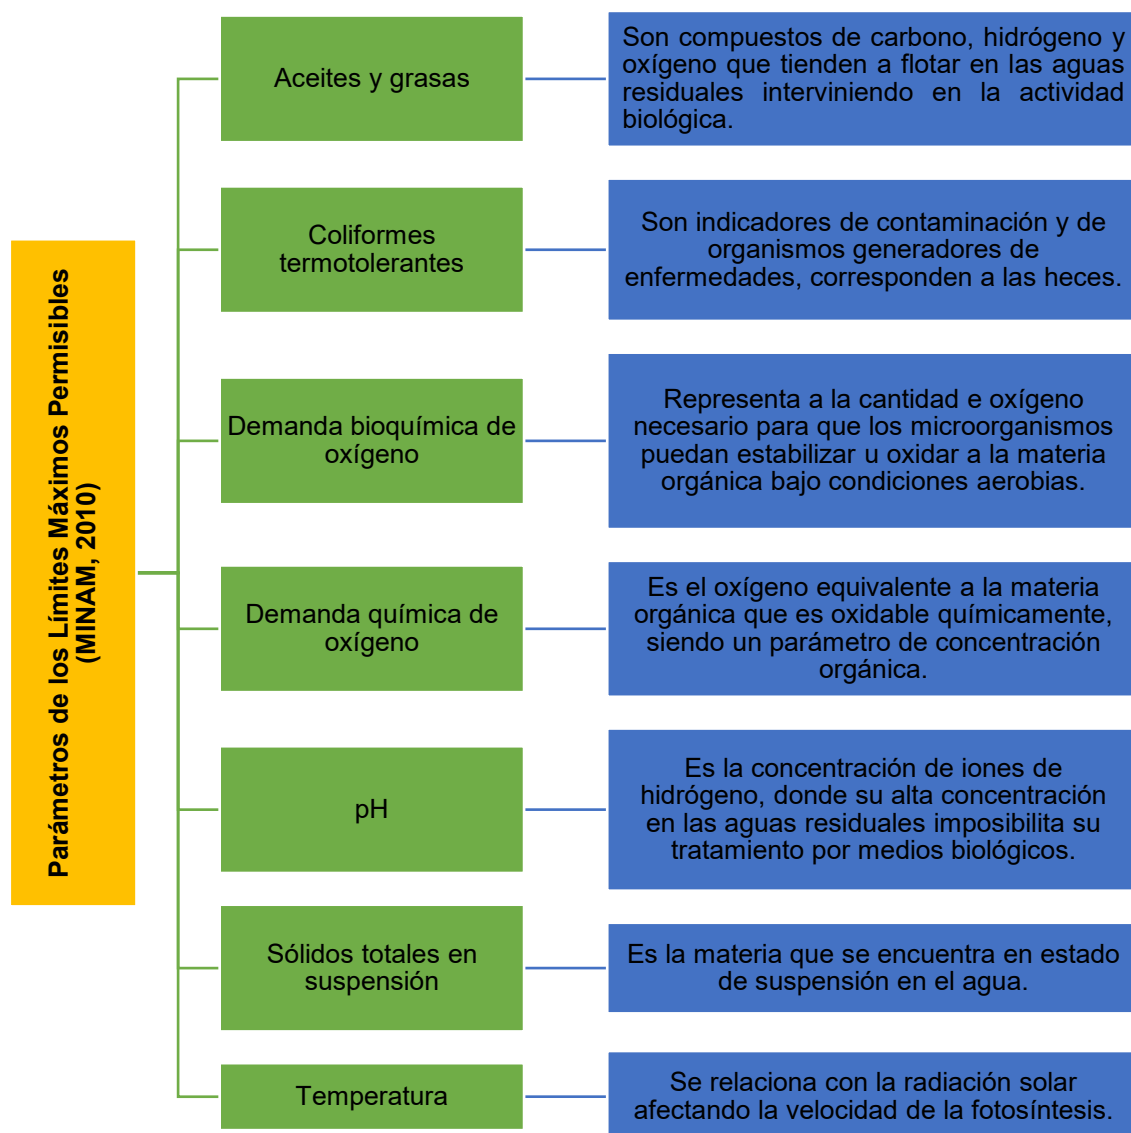 Parámetros de los Límites Máximos Permisibles
(MINAM, 2010)
Aceites y grasas
Son compuestos de carbono, hidrógeno y
oxígeno que tienden a flotar en las aguas
residuales interviniendo en la actividad
biológica.
Coliformes
termotolerantes
Son indicadores de contaminación y de
organismos generadores de
enfermedades, corresponden a las heces.
Demanda bioquímica de
oxígeno
Representa a la cantidad e oxígeno
necesario para que los microorganismos
puedan estabilizar u oxidar a la materia
orgánica bajo condiciones aerobias.
Demanda química de
oxígeno
Es el oxígeno equivalente a la materia
orgánica que es oxidable químicamente,
siendo un parámetro de concentración
orgánica.
pH
Es la concentración de iones de
hidrógeno, donde su alta concentración
en las aguas residuales imposibilita su
tratamiento por medios biológicos.
Sólidos totales en
suspensión
Es la materia que se encuentra en estado
de suspensión en el agua.
Temperatura
Se relaciona con la radiación solar
afectando la velocidad de la fotosíntesis.